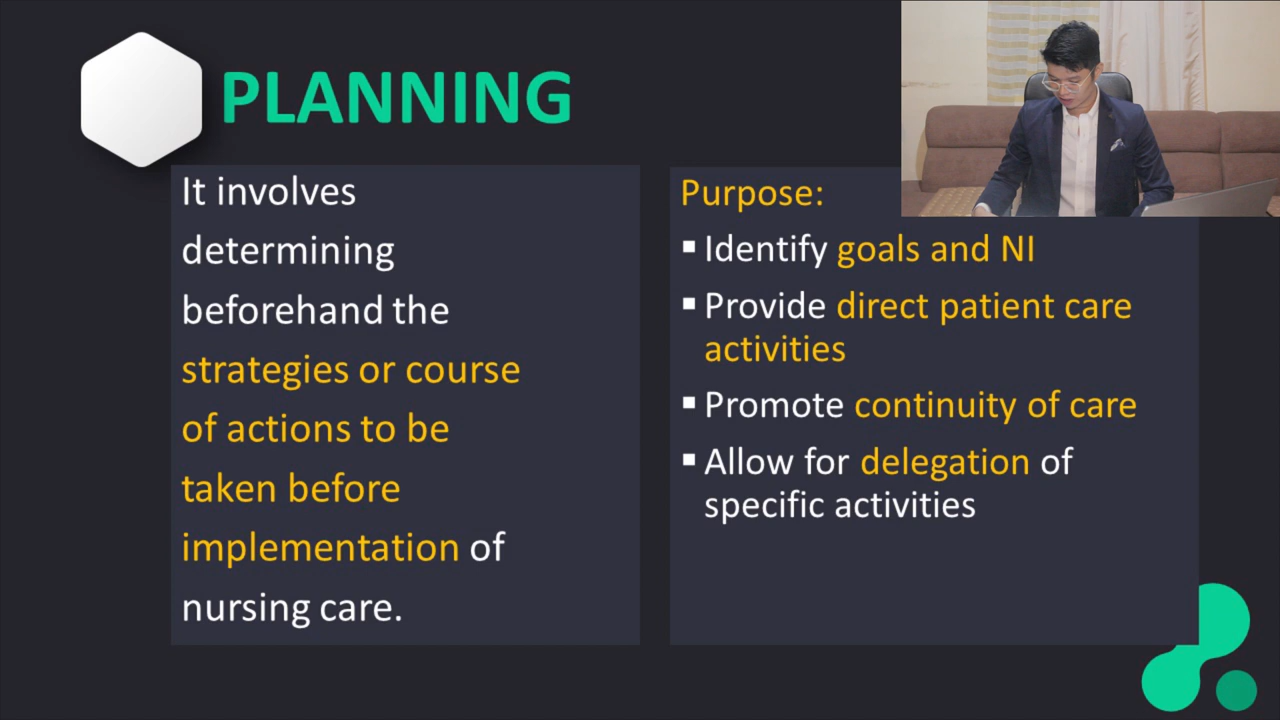 PLANNING
It involves
determining
beforehand the
strategies or course
of actions to be
taken before
implementation of
nursing care.
Purpose:
▪ Identify goals and NI
▪ Provide direct patient care
activities
▪ Promote continuity of care
▪ Allow for delegation of
specific activities